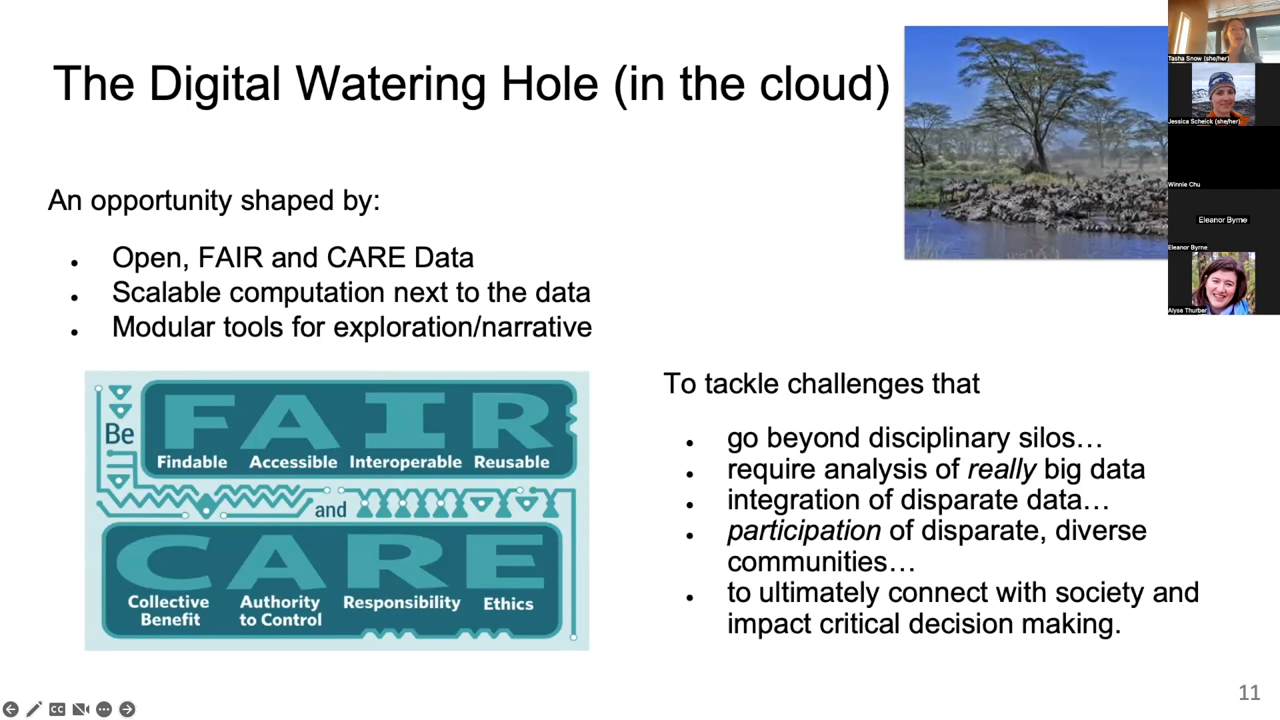 The Digital Watering Hole (in the cloud)
An opportunity shaped by:
• Open, FAIR and CARE Data
• Scalable computation next to the data
• Modular tools for exploration/narrative
Be
FAIR
Findable Accessible Interoperable Reusable
and
CARE
Collective Benefit
Authority to Control
Responsibility
Ethics
To tackle challenges that
• go beyond disciplinary silos…
• require analysis of really big data
• integration of disparate data…
• participation of disparate, diverse
communities…
• to ultimately connect with society and
impact critical decision making.
Tasha Snow (she/her)
Jessica Scheick (she/her)
Winnie Chu
Eleanor Byrne
Eleanor Byrne
Alyse Thurber
CC
11